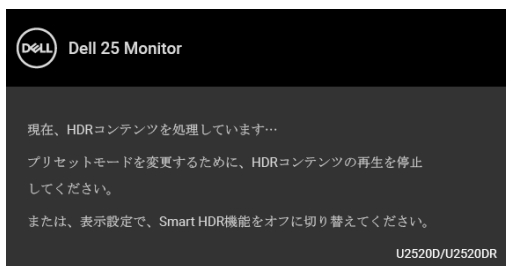 DELL Dell 25 Monitor
現在、HDRコンテンツを処理しています…
プリセットモードを変更するために、HDRコンテンツの再生を停止
してください。
または、表示設定で、Smart HDR機能をオフに切り替えてください。
U2520D/U2520DR